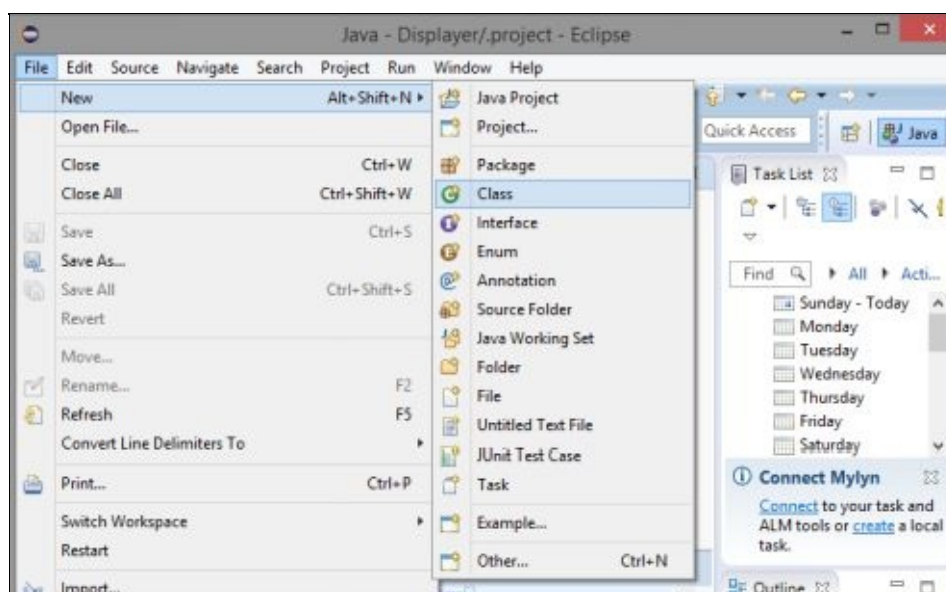 Java - Displayer/.project - Eclipse
File Edit Source Navigate Search Project Run Window Help
New Alt+Shift+N
Open File...
Close Ctrl+W
Close All Ctrl+Shift+W
Save Ctrl+S
Save As...
Save All Ctrl+Shift+S
Revert
Move...
Rename... F2
Refresh F5
Convert Line Delimiters To
Print... Ctrl+P
Switch Workspace
Restart
Import...
Java Project
Project...
Package
Class
Interface
Enum
Annotation
Source Folder
Java Working Set
Folder
File
Untitled Text File
JUnit Test Case
Task
Example...
Other... Ctrl+N
Quick Access Java
Task List
Find All Acti...
Sunday - Today
Monday
Tuesday
Wednesday
Thursday
Friday
Saturday
Connect Mylyn
Connect to your task and
ALM tools or create a local
task.
Outline